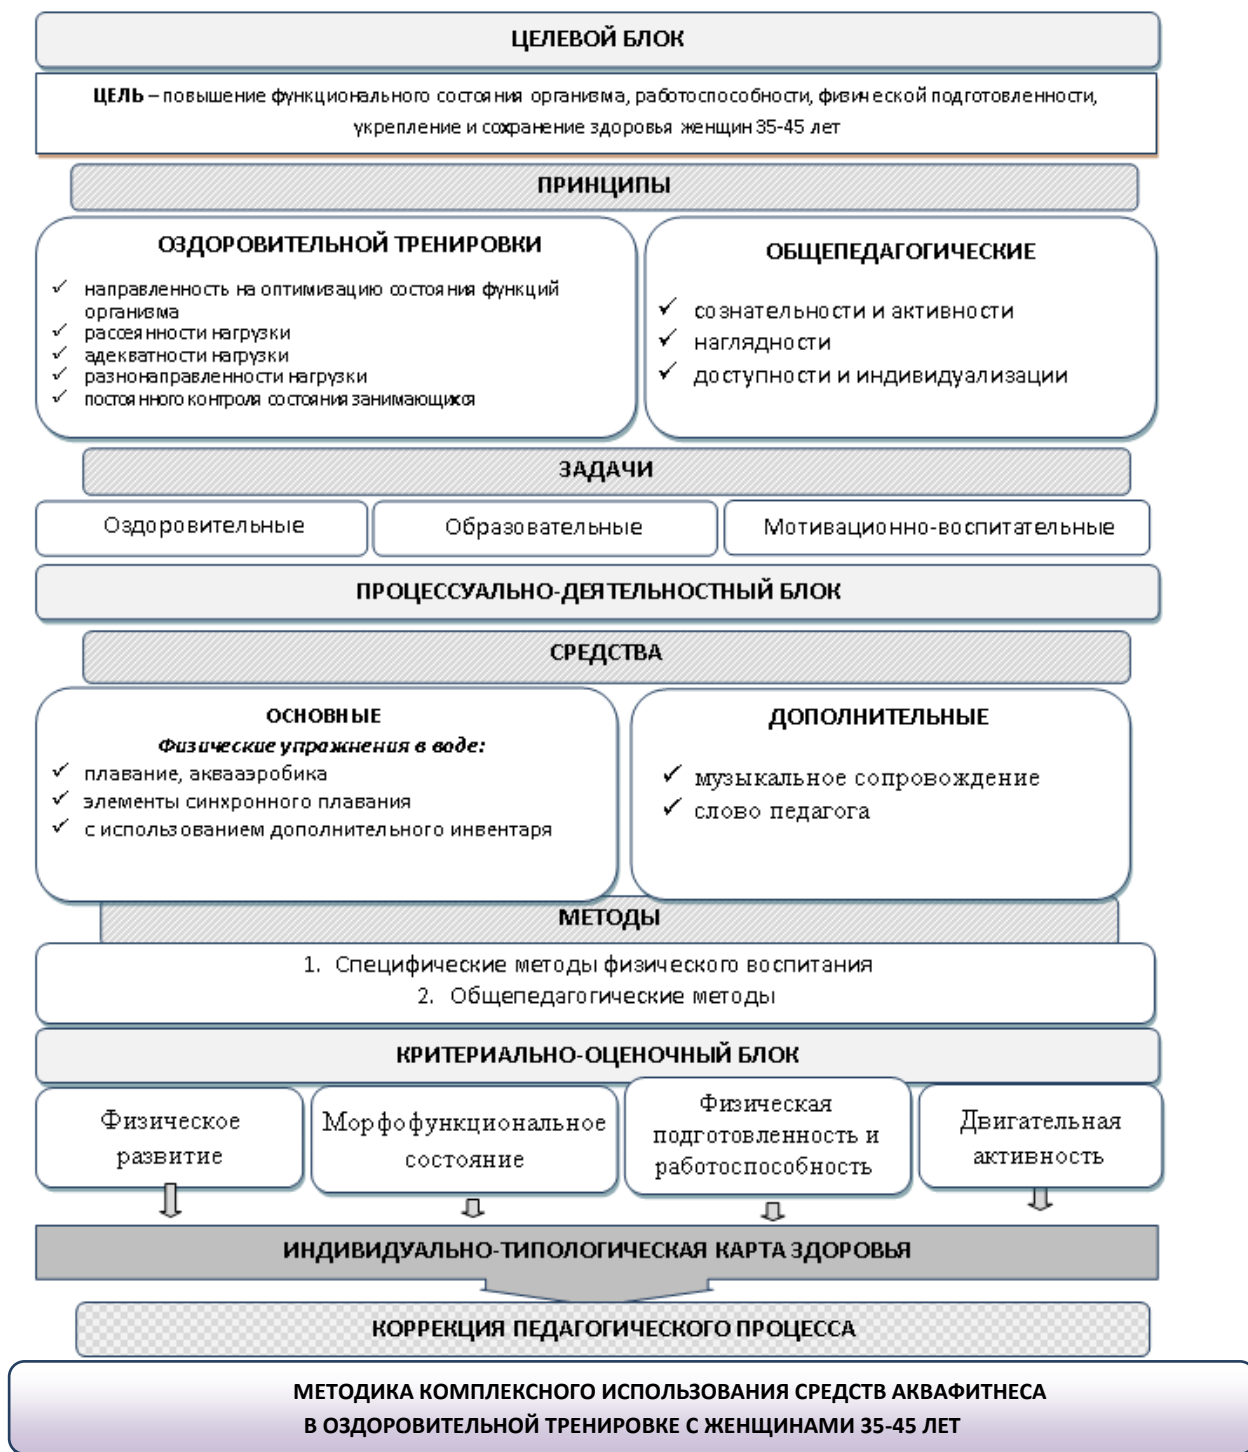 ЦЕЛЕВОЙ БЛОК
ЦЕЛЬ – повышение функционального состояния организма, работоспособности, физической подготовленности,
укрепление и сохранение здоровья женщин 35-45 лет
ПРИНЦИПЫ
ОЗДОРОВИТЕЛЬНОЙ ТРЕНИРОВКИ
✓ направленность на оптимизацию состояния функций
организма
✓ рассеянности нагрузки
✓ адекватности нагрузки
✓ разнонаправленности нагрузки
✓ постоянного контроля состояния занимающихся
ОБЩЕПЕДАГОГИЧЕСКИЕ
✓ сознательности и активности
✓ наглядности
✓ доступности и индивидуализации
ЗАДАЧИ
Оздоровительные
Образовательные
Мотивационно-воспитательные
ПРОЦЕССУАЛЬНО-ДЕЯТЕЛЬНОСТНЫЙ БЛОК
СРЕДСТВА
ОСНОВНЫЕ
Физические упражнения в воде:
✓ плавание, аквааэробика
✓ элементы синхронного плавания
✓ с использованием дополнительного инвентаря
ДОПОЛНИТЕЛЬНЫЕ
✓ музыкальное сопровождение
✓ слово педагога
МЕТОДЫ
1. Специфические методы физического воспитания
2. Общепедагогические методы
КРИТЕРИАЛЬНО-ОЦЕНОЧНЫЙ БЛОК
Физическое
развитие
Морфофункциональное
состояние
Физическая
подготовленность и
работоспособность
Двигательная
активность
ИНДИВИДУАЛЬНО-ТИПОЛОГИЧЕСКАЯ КАРТА ЗДОРОВЬЯ
КОРРЕКЦИЯ ПЕДАГОГИЧЕСКОГО ПРОЦЕССА
МЕТОДИКА КОМПЛЕКСНОГО ИСПОЛЬЗОВАНИЯ СРЕДСТВ АКВАФИТНЕСА
В ОЗДОРОВИТЕЛЬНОЙ ТРЕНИРОВКЕ С ЖЕНЩИНАМИ 35-45 ЛЕТ